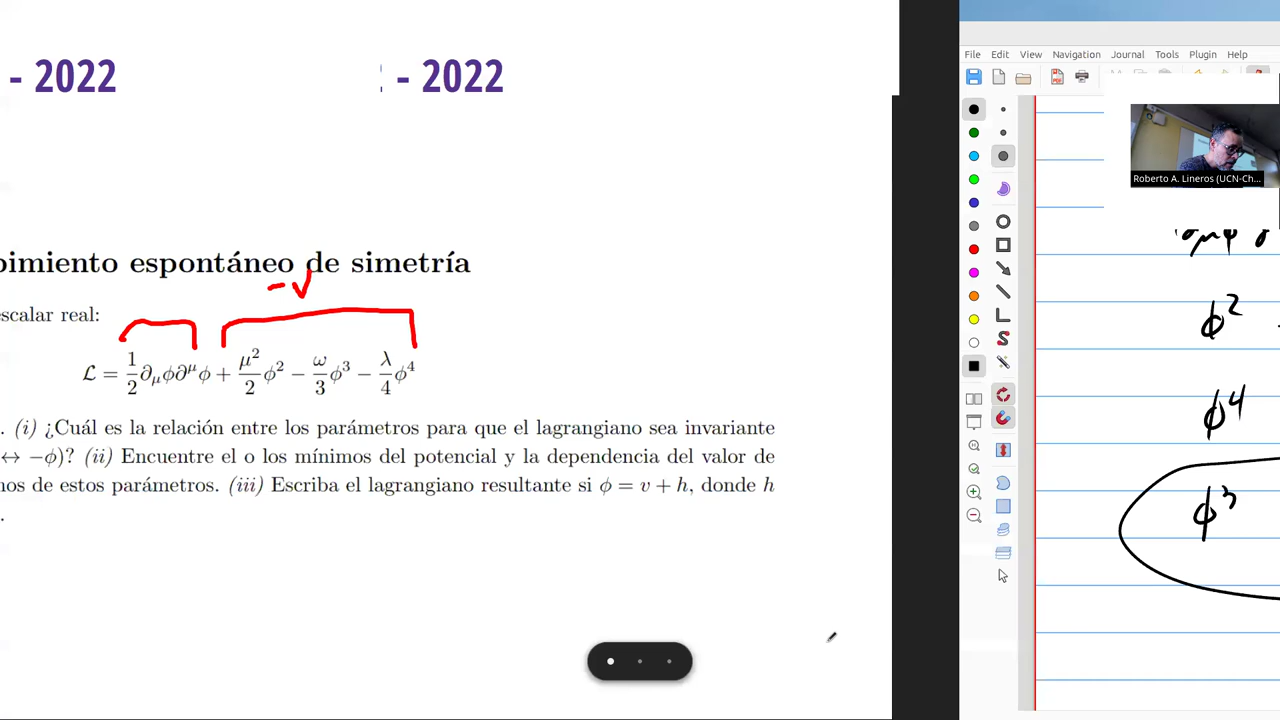 - 2022
- 2022
File Edit View Navigation Journal Tools Plugin Help
Roberto A. Lineros (UCN-Ch...
espontáneo de simetría
- V
escalar real:
ℒ = 1/2 ∂_μϕ∂^μϕ + μ²/2 ϕ² − ω/3 ϕ³ − λ/4 ϕ⁴
. (i) ¿Cuál es la relación entre los parámetros para que el lagrangiano sea invariante
↔ −ϕ)? (ii) Encuentre el o los mínimos del potencial y la dependencia del valor de
de estos parámetros. (iii) Escriba el lagrangiano resultante si ϕ = v + h, donde h
.
ϕ²
ϕ⁴
ϕ³